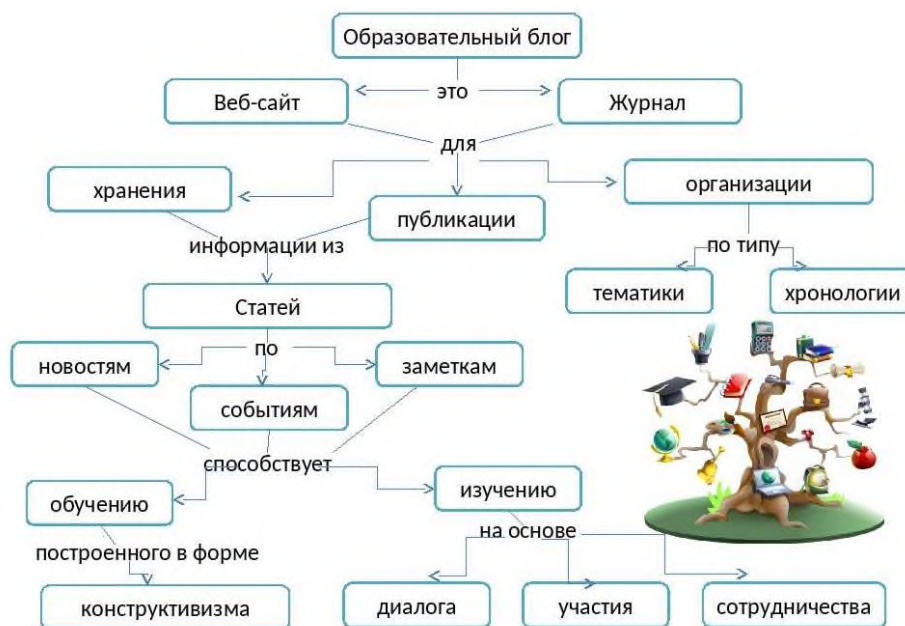 Образовательный блог
Веб-сайт
это
Журнал
для
хранения
публикации
организации
информации из
по типу
Статей
тематики
хронологии
новостям
по
заметкам
событиям
способствует
обучению
изучению
построенного в форме
на основе
конструктивизма
диалога
участия
сотрудничества